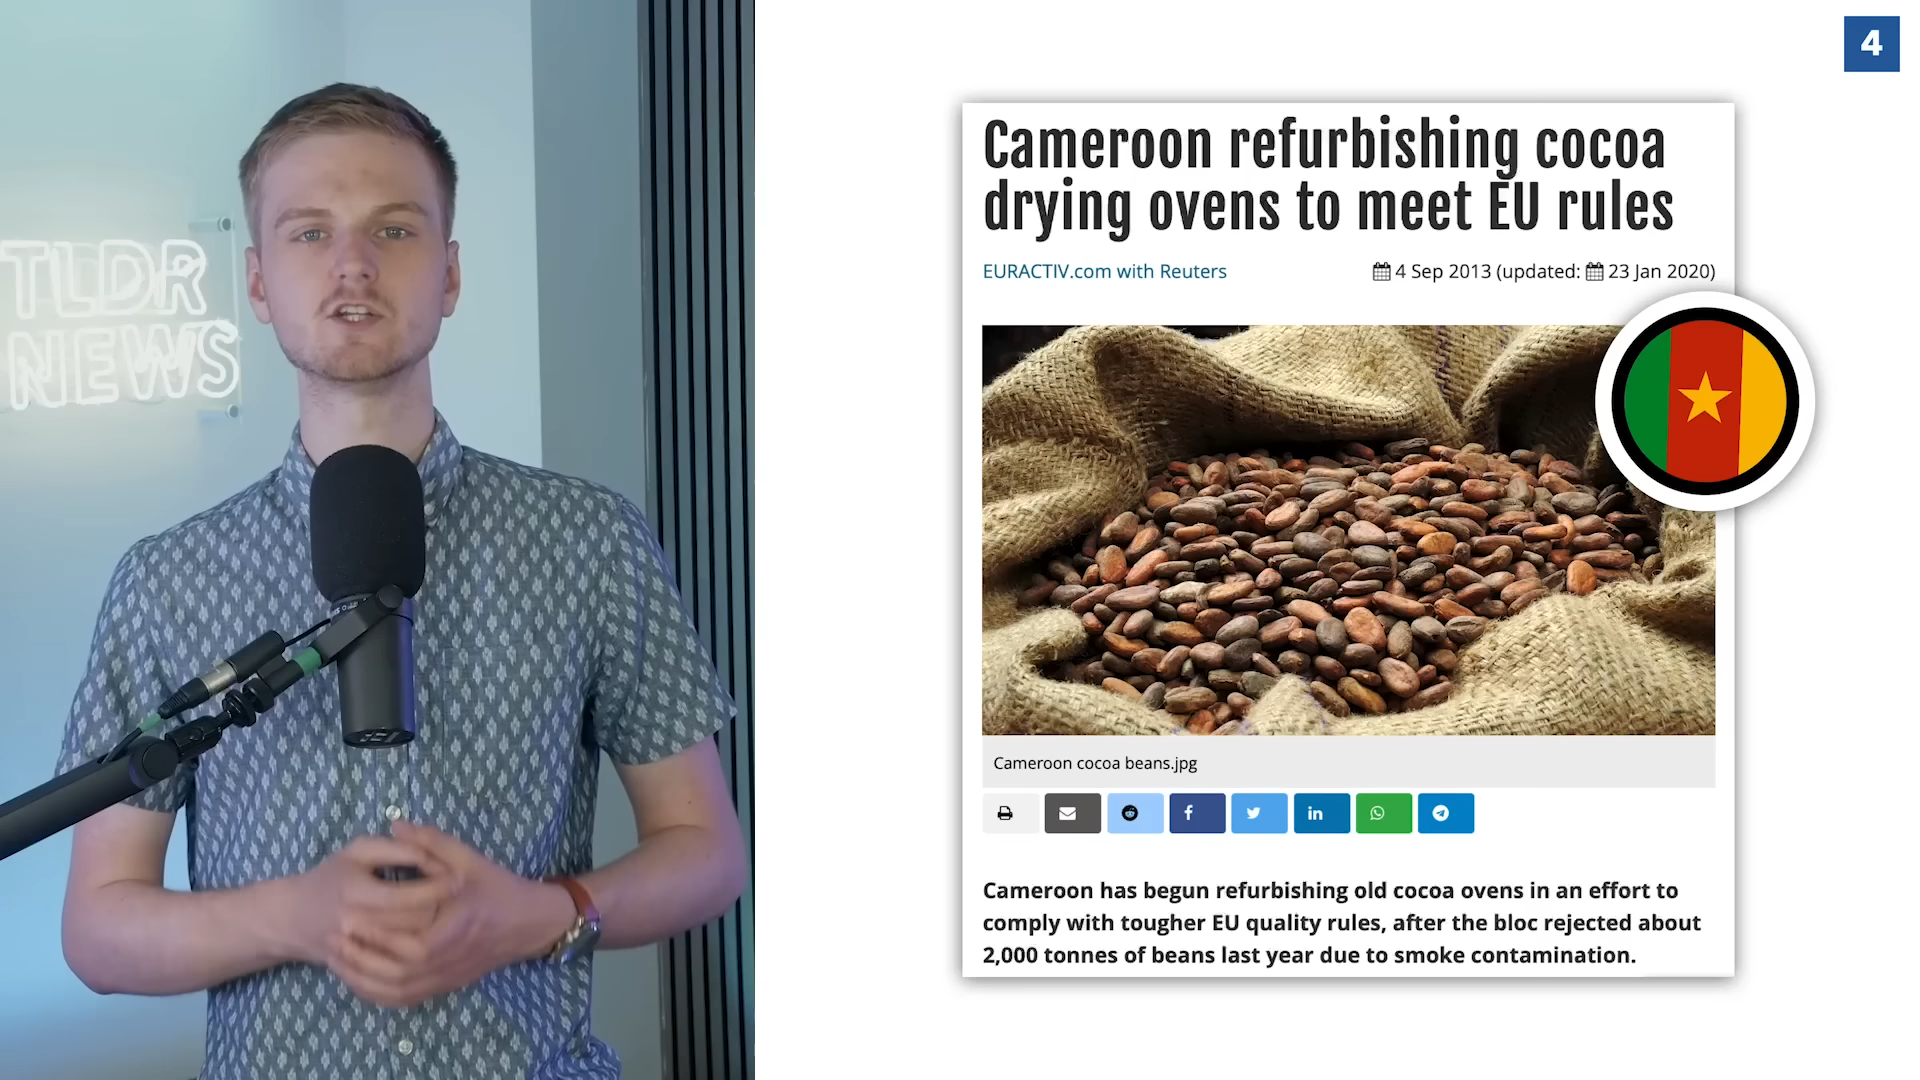 TLDR
NEWS
4
Cameroon refurbishing cocoa
drying ovens to meet EU rules
EURACTIV.com with Reuters
4 Sep 2013 (updated: 23 Jan 2020)
Cameroon cocoa beans.jpg
Cameroon has begun refurbishing old cocoa ovens in an effort to
comply with tougher EU quality rules, after the bloc rejected about
2,000 tonnes of beans last year due to smoke contamination.